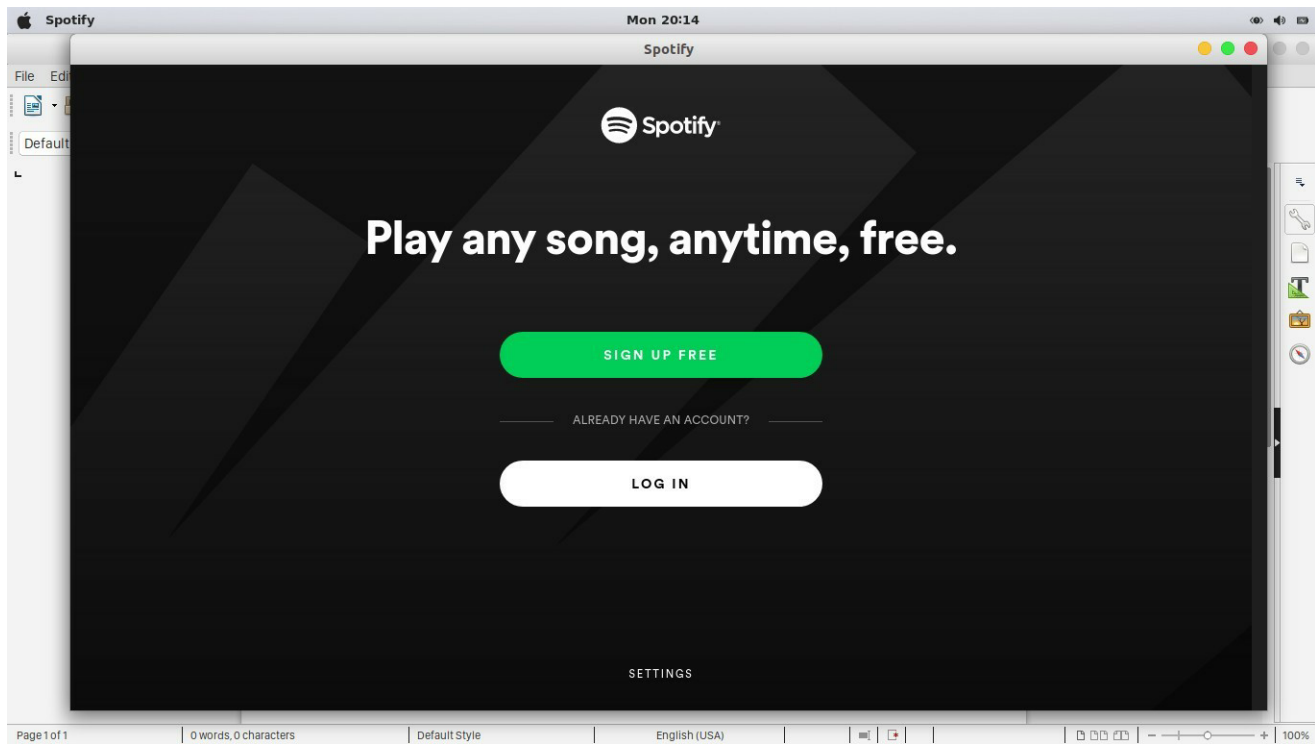 Spotify
Mon 20:14
Spotify
File
Default
Spotify
Play any song, anytime, free.
SIGN UP FREE
ALREADY HAVE AN ACCOUNT?
LOG IN
SETTINGS
Page 1 of 1
0 words, 0 characters
Default Style
English (USA)
100%